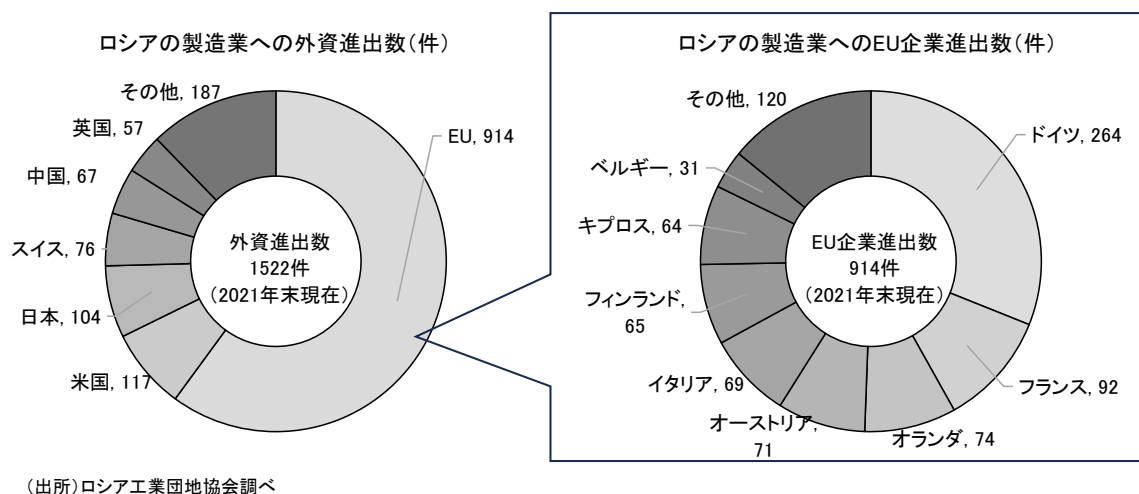 ロシアの製造業への外資進出数(件)
その他, 187
英国, 57
中国, 67
スイス, 76
日本, 104
米国, 117
EU, 914
外資進出数
1522件
(2021年末現在)
ロシアの製造業へのEU企業進出数(件)
その他, 120
ベルギー, 31
キプロス, 64
フィンランド,
65
イタリア, 69
オーストリア,
71
オランダ, 74
フランス, 92
ドイツ, 264
EU企業進出数
914件
(2021年末現在)
(出所)ロシア工業団地協会調べ